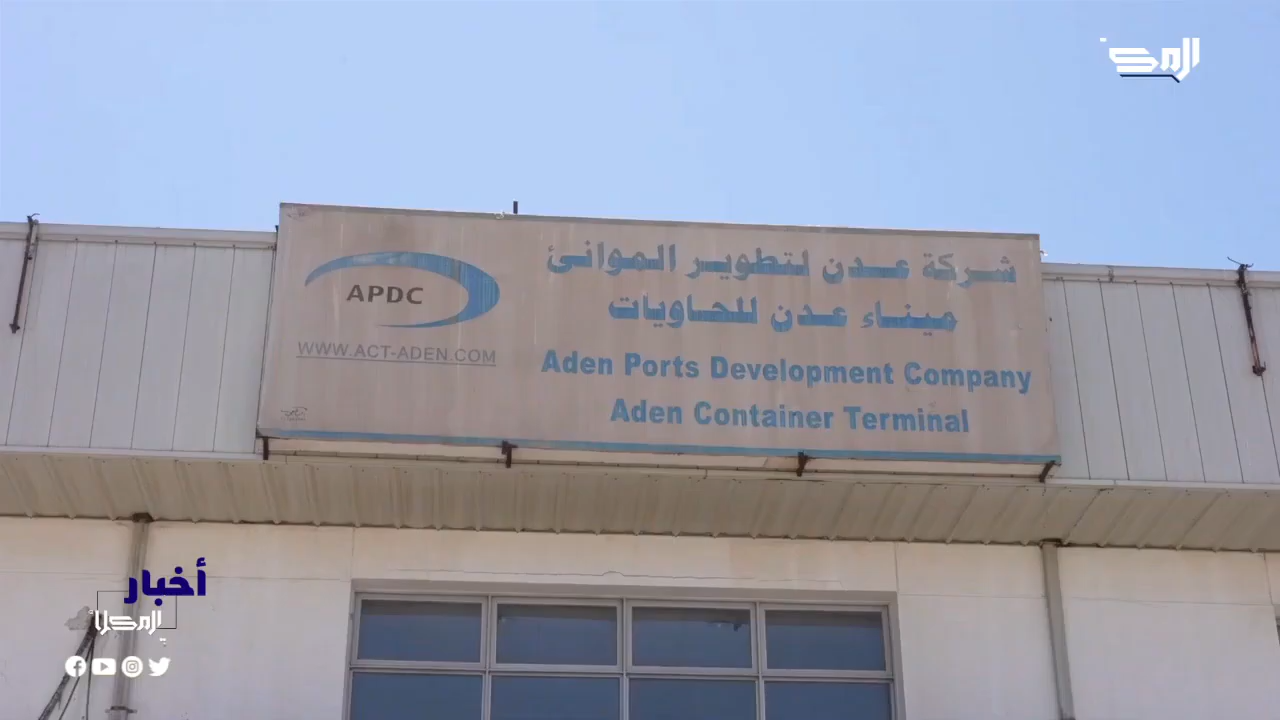 شركة عدن لتطوير الموانئ
ميناء عدن للحاويات
APDC
WWW.ACT-ADEN.COM
Aden Ports Development Company
Aden Container Terminal
أخبار
المكلا